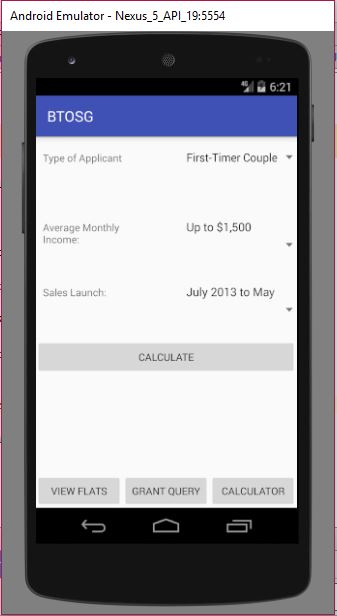 Android Emulator - Nexus_5_API_19:5554
4G 6:21
BTOSG
Type of Applicant First-Timer Couple
Average Monthly Income: Up to $1,500
Sales Launch: July 2013 to May
CALCULATE
VIEW FLATS GRANT QUERY CALCULATOR